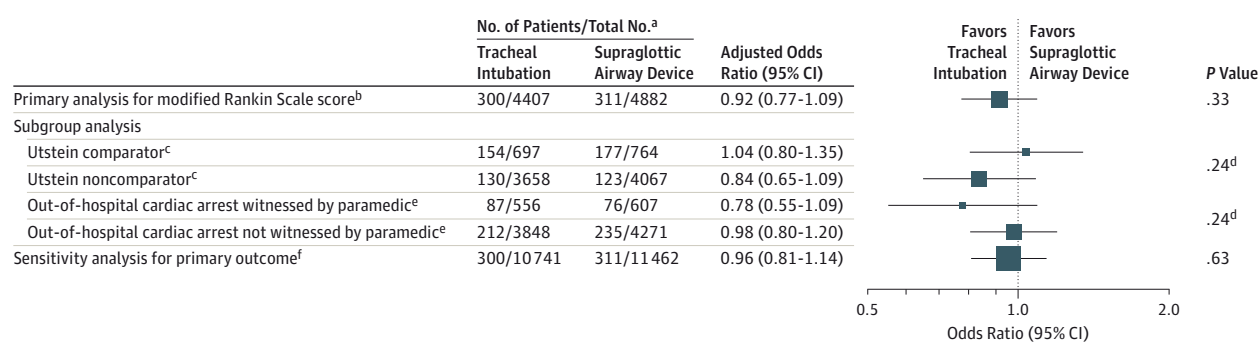 No. of Patients/Total No.a
Tracheal Intubation Supraglottic Airway Device Adjusted Odds Ratio (95% CI) Favors Tracheal Intubation Favors Supraglottic Airway Device P Value
Primary analysis for modified Rankin Scale scoreb 300/4407 311/4882 0.92 (0.77-1.09) .33
Subgroup analysis
Utstein comparatorc 154/697 177/764 1.04 (0.80-1.35)
.24d
Utstein noncomparatorc 130/3658 123/4067 0.84 (0.65-1.09)
Out-of-hospital cardiac arrest witnessed by paramedice 87/556 76/607 0.78 (0.55-1.09)
.24d
Out-of-hospital cardiac arrest not witnessed by paramedice 212/3848 235/4271 0.98 (0.80-1.20)
Sensitivity analysis for primary outcomef 300/10741 311/11462 0.96 (0.81-1.14) .63
0.5 1.0 2.0
Odds Ratio (95% CI)